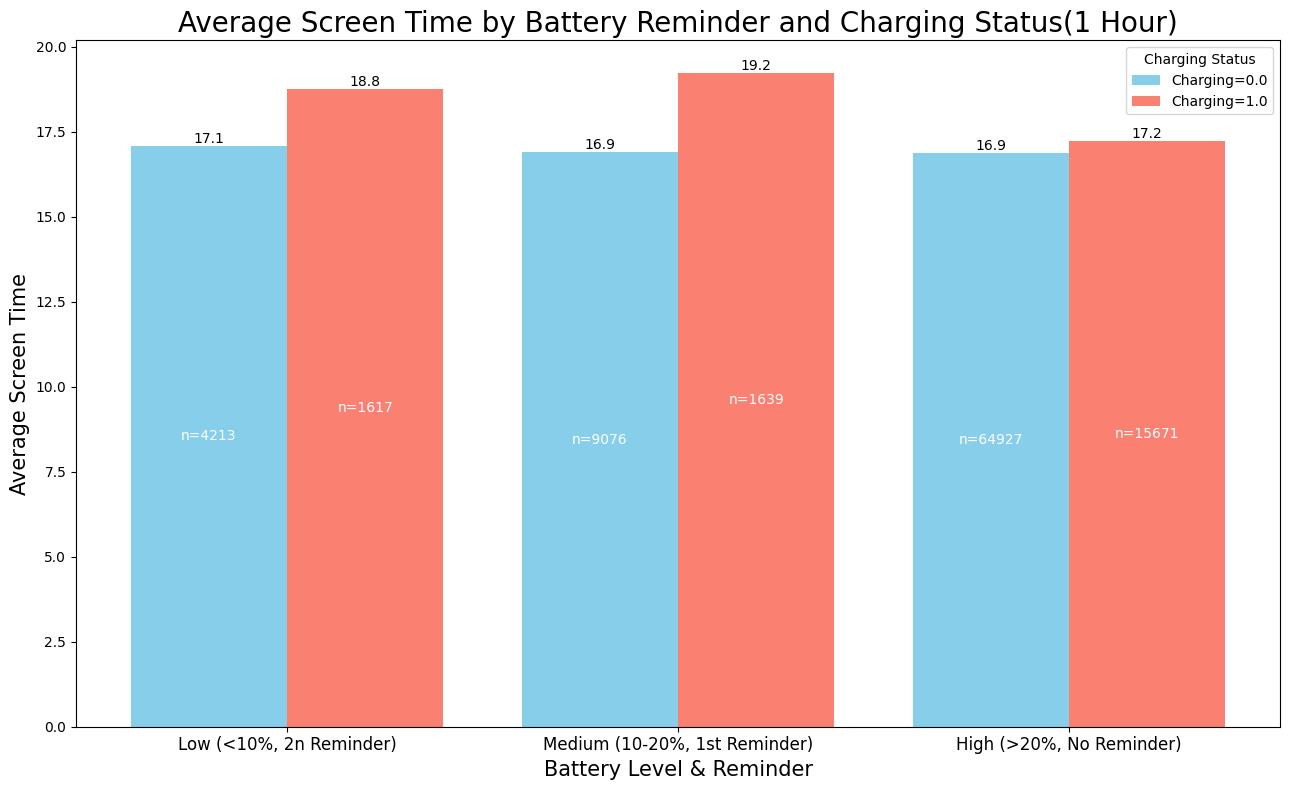 Average Screen Time by Battery Reminder and Charging Status(1 Hour)
Charging Status
Charging=0.0
Charging=1.0
Average Screen Time
20.0
17.5
15.0
12.5
10.0
7.5
5.0
2.5
0.0
17.1
18.8
16.9
19.2
16.9
17.2
n=4213
n=1617
n=9076
n=1639
n=64927
n=15671
Low (<10%, 2n Reminder)
Medium (10-20%, 1st Reminder)
High (>20%, No Reminder)
Battery Level & Reminder